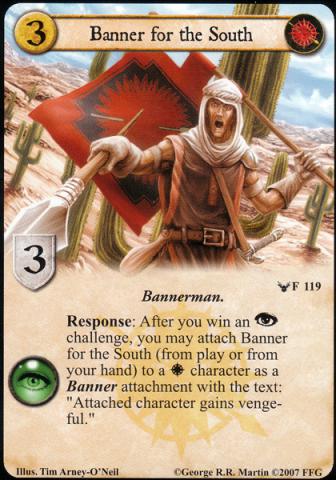 3
Banner for the South
3
F 119
Bannerman.
Response: After you win an
challenge, you may attach Banner
for the South (from play or from
your hand) to a character as a
Banner attachment with the text:
"Attached character gains venge-
ful."
Illus. Tim Arney-O'Neil
©George R.R. Martin ©2007 FFG